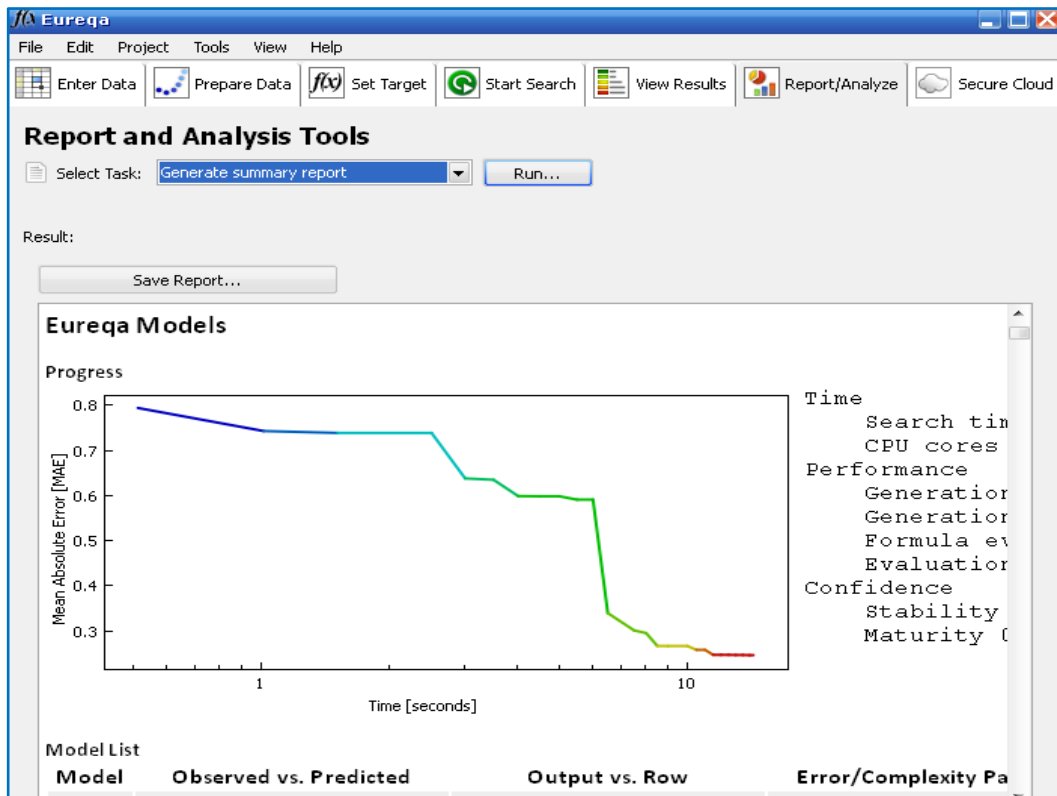 f(x) Eureqa
File Edit Project Tools View Help
Enter Data Prepare Data f(x) Set Target Start Search View Results Report/Analyze Secure Cloud
Report and Analysis Tools
Select Task: Generate summary report Run...
Result:
Save Report...
Eureqa Models
Progress
0.8
0.7
0.6
0.5
0.4
0.3
Mean Absolute Error [MAE]
1 10
Time [seconds]
Time
Search tim
CPU cores
Performance
Generation
Generation
Formula ev
Evaluation
Confidence
Stability
Maturity (
Model List
Model Observed vs. Predicted Output vs. Row Error/Complexity Pa